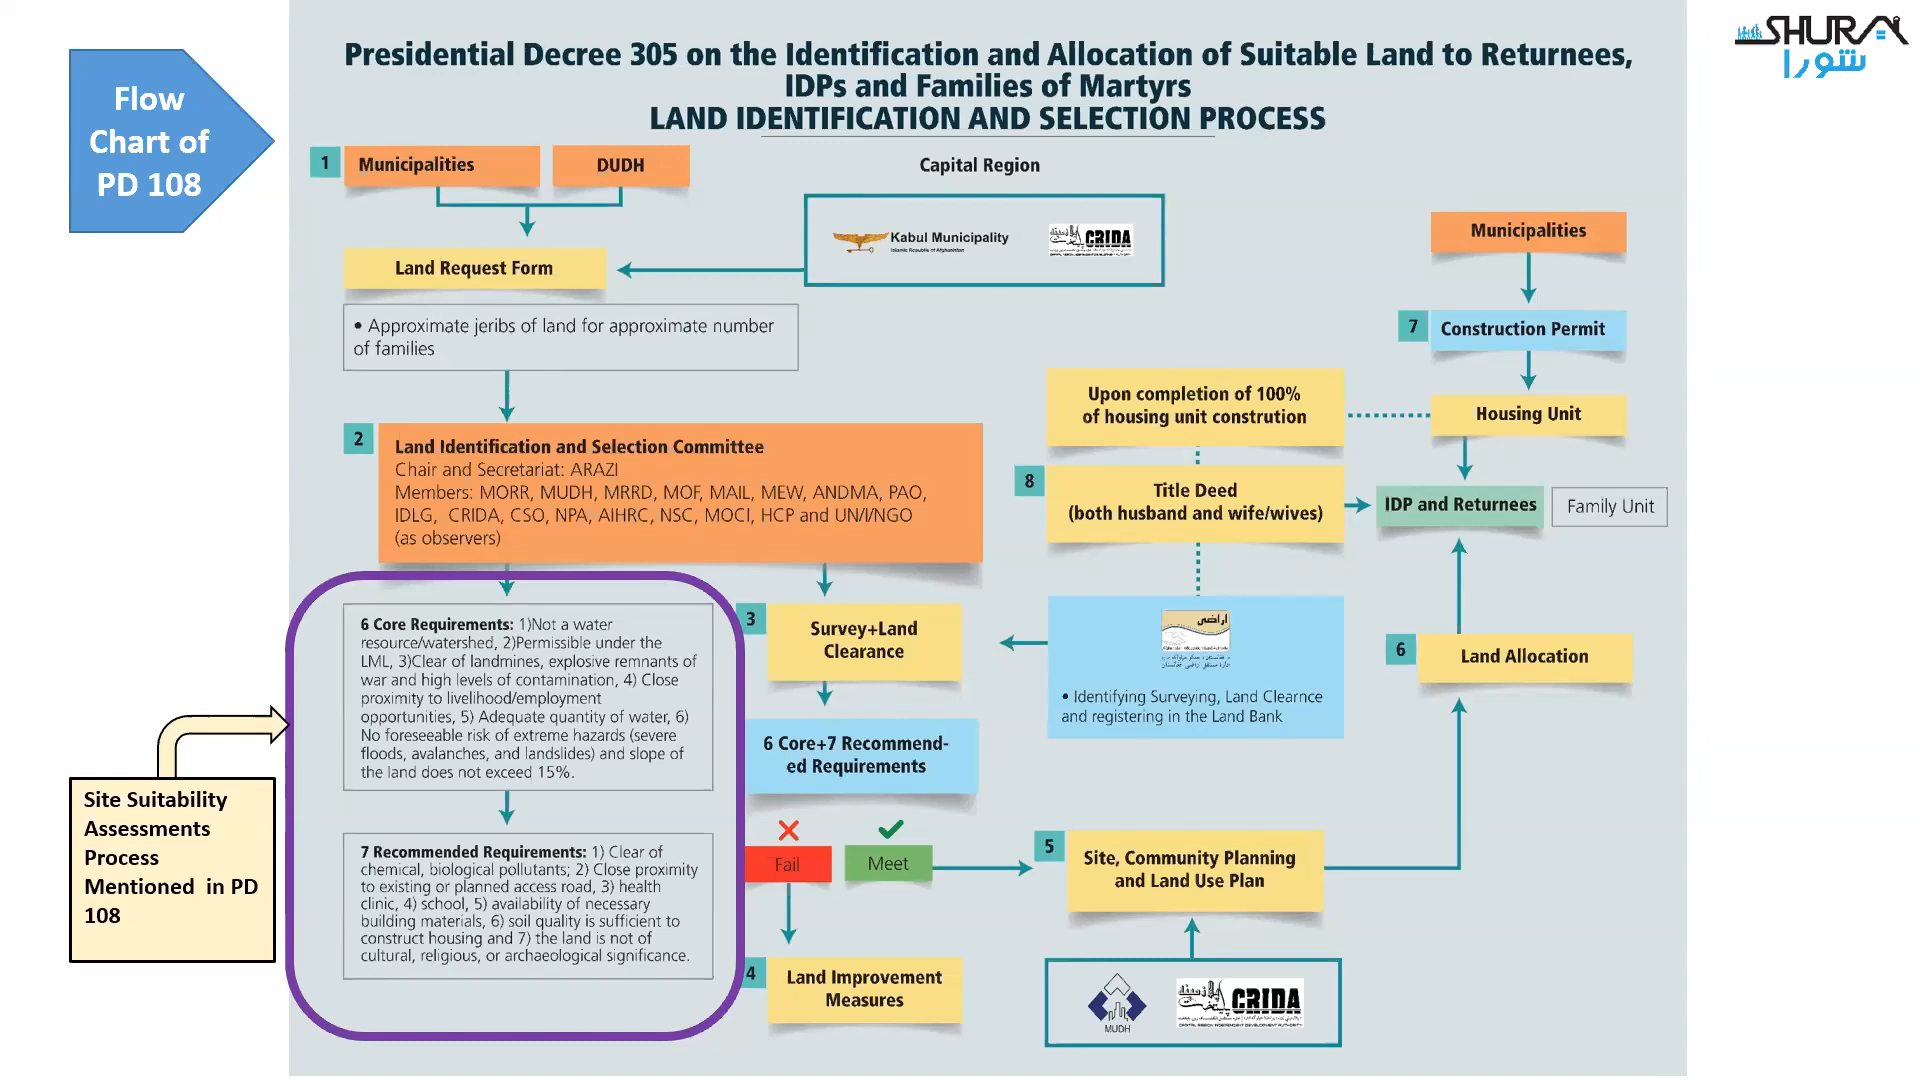 Flow
Chart of
PD 108
SHURA
شورا
Presidential Decree 305 on the Identification and Allocation of Suitable Land to Returnees,
IDPs and Families of Martyrs
LAND IDENTIFICATION AND SELECTION PROCESS
1
Municipalities
DUDH
Capital Region
Kabul Municipality
Islamic Republic of Afghanistan
CRIDA
Land Request Form
• Approximate jeribs of land for approximate number
of families
2
Land Identification and Selection Committee
Chair and Secretariat: ARAZI
Members: MORR, MUDH, MRRD, MOF, MAIL, MEW, ANDMA, PAO,
IDLG, CRIDA, CSO, NPA, AIHRC, NSC, MOCI, HCP and UN/I/NGO
(as observers)
6 Core Requirements: 1)Not a water
resource/watershed, 2)Permissible under the
LML, 3)Clear of landmines, explosive remnants of
war and high levels of contamination, 4) Close
proximity to livelihood/employment
opportunities, 5) Adequate quantity of water, 6)
No foreseeable risk of extreme hazards (severe
floods, avalanches, and landslides) and slope of
the land does not exceed 15%.
7 Recommended Requirements: 1) Clear of
chemical, biological pollutants; 2) Close proximity
to existing or planned access road, 3) health
clinic, 4) school, 5) availability of necessary
building materials, 6) soil quality is sufficient to
construct housing and 7) the land is not of
cultural, religious, or archaeological significance.
Site Suitability
Assessments
Process
Mentioned in PD
108
3
Survey+Land
Clearance
6 Core+7 Recommend-
ed Requirements
Fail
Meet
4
Land Improvement
Measures
5
Site, Community Planning
and Land Use Plan
MUDH
CRIDA
CAPITAL REGION INDEPENDENT DEVELOPMENT AUTHORITY
اراضی
• Identifying Surveying, Land Clearnce
and registering in the Land Bank
6
Land Allocation
Municipalities
7
Construction Permit
Housing Unit
Upon completion of 100%
of housing unit constrution
8
Title Deed
(both husband and wife/wives)
IDP and Returnees
Family Unit